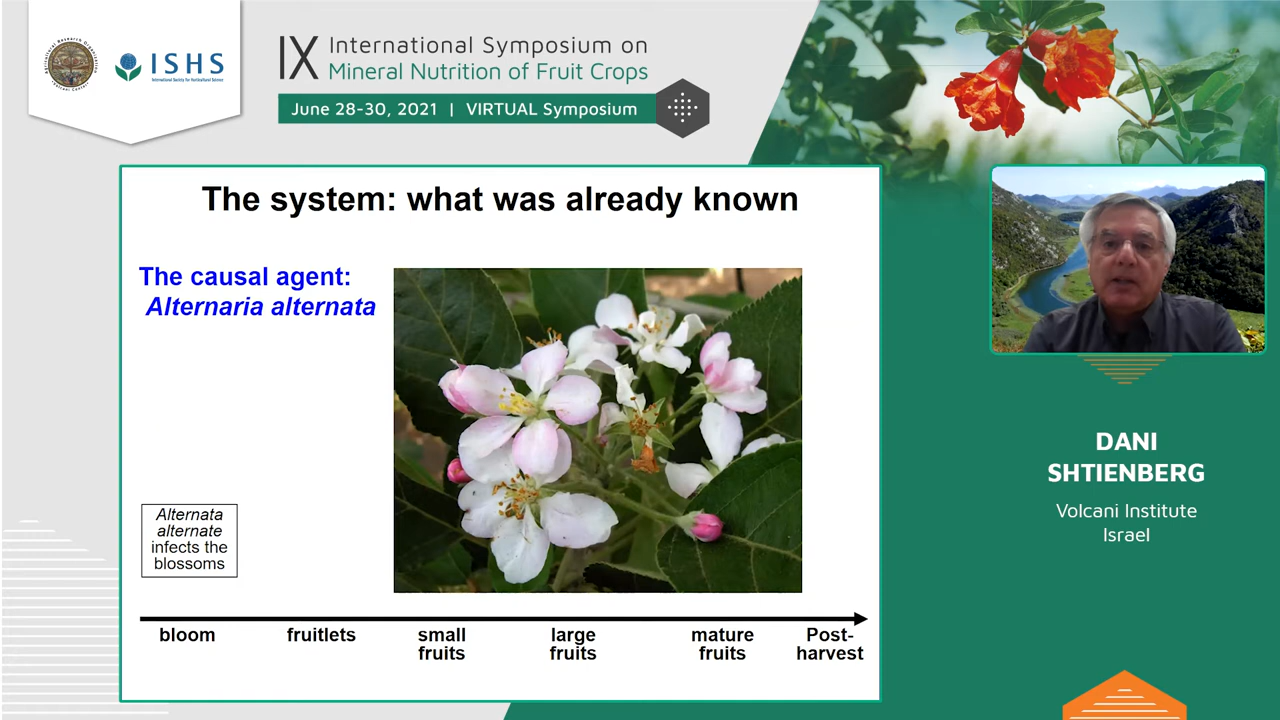 ISHS
International Society for Horticultural Science
IX International Symposium on
Mineral Nutrition of Fruit Crops
June 28-30, 2021 | VIRTUAL Symposium
The system: what was already known
The causal agent:
Alternaria alternata
Alternata
alternate
infects the
blossoms
bloom
fruitlets
small
fruits
large
fruits
mature
fruits
Post-
harvest
DANI
SHTIENBERG
Volcani Institute
Israel